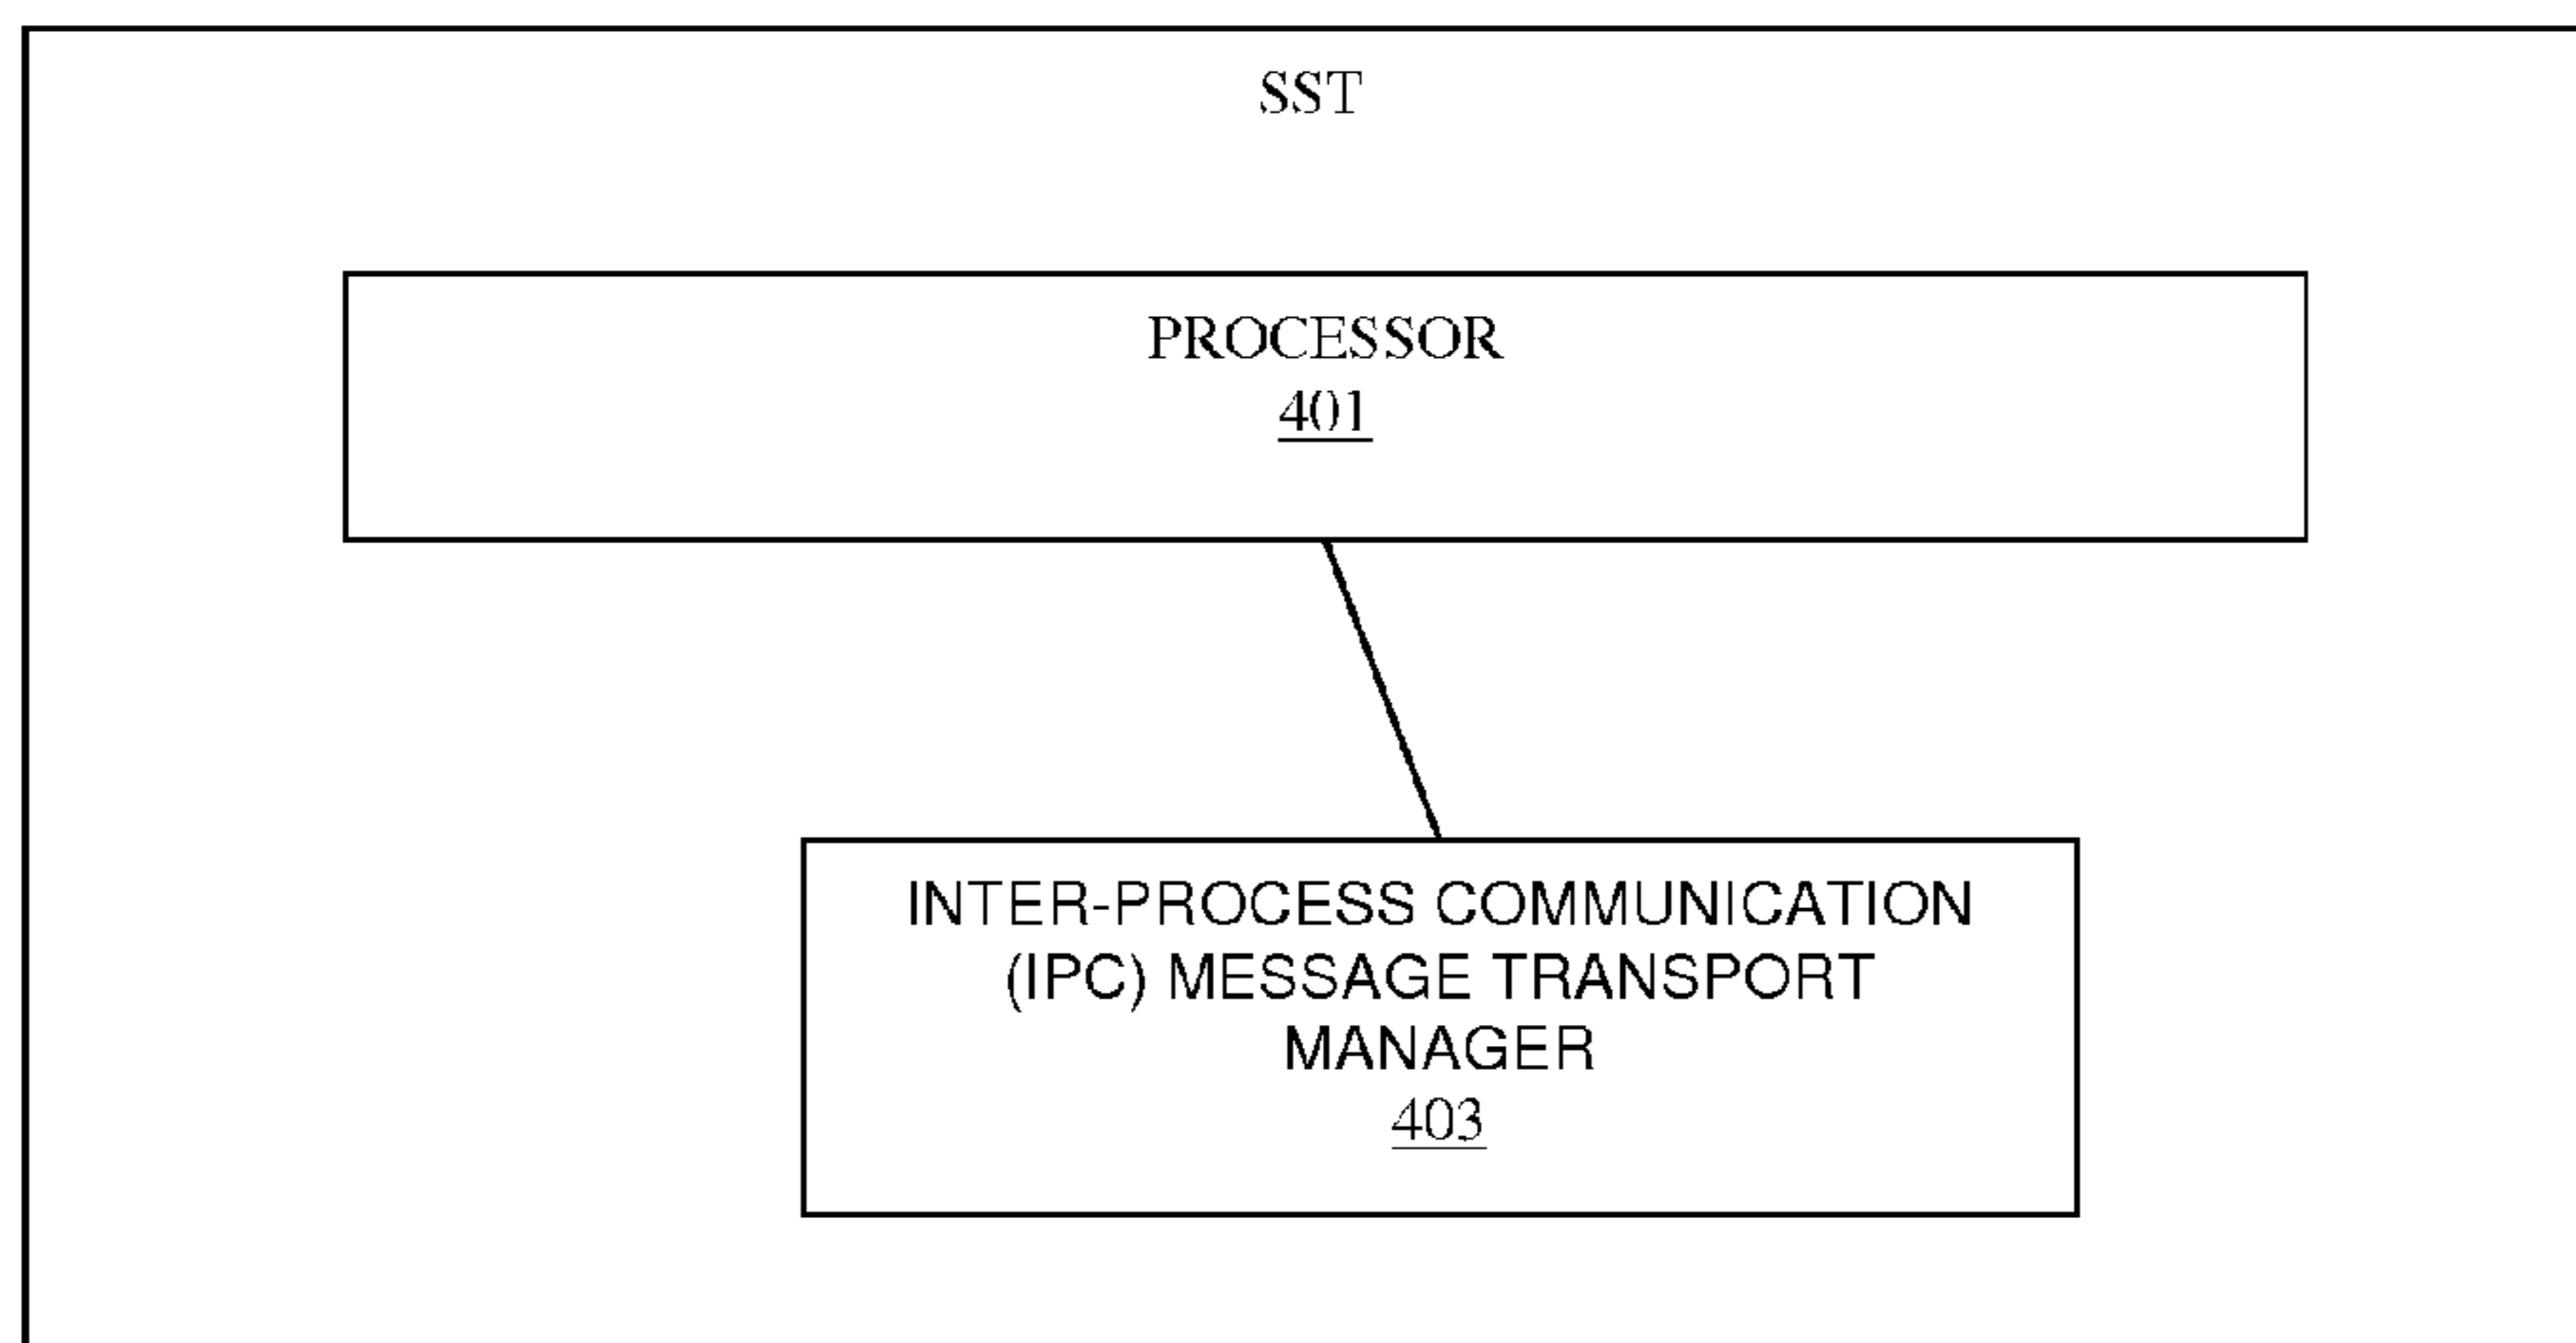 SST
PROCESSOR
401
INTER-PROCESS COMMUNICATION
(IPC) MESSAGE TRANSPORT
MANAGER
403